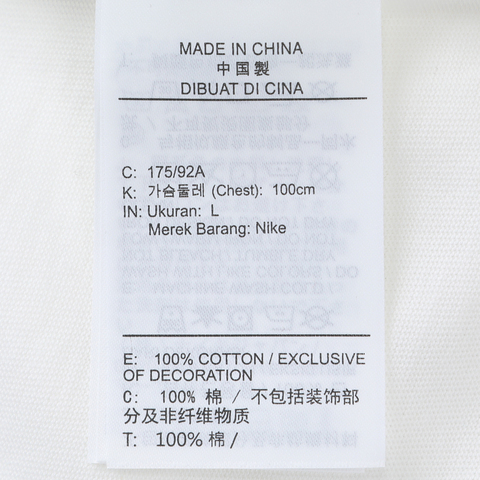 MADE IN CHINA
中国製
DIBUAT DI CINA
C: 175/92A
K: 가슴둘레 (Chest): 100cm
IN: Ukuran: L
Merek Barang: Nike
E: 100% COTTON / EXCLUSIVE
OF DECORATION
C: 100% 棉 / 不包括装饰部
分及非纤维物质
T: 100% 棉 /